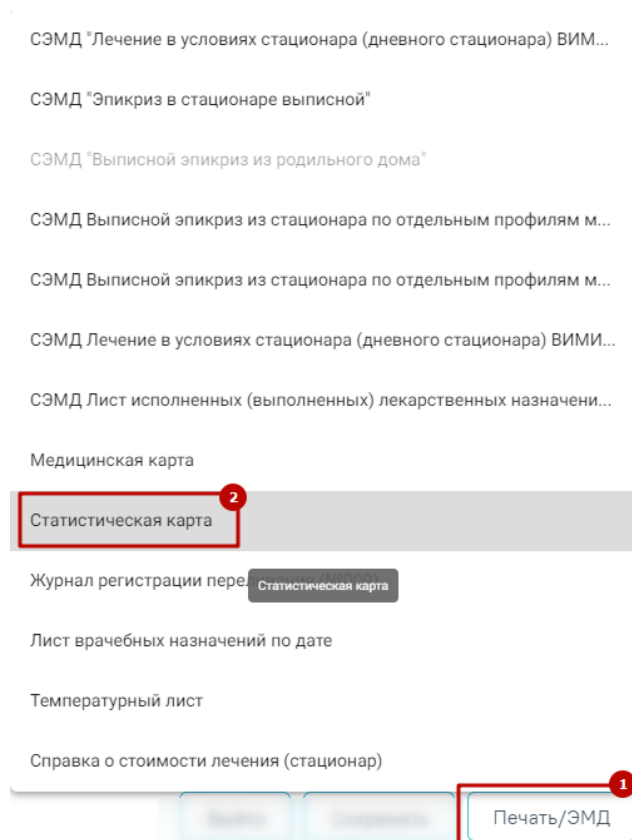 СЭМД "Лечение в условиях стационара (дневного стационара) ВИМ...
СЭМД "Эпикриз в стационаре выписной"
СЭМД "Выписной эпикриз из родильного дома"
СЭМД Выписной эпикриз из стационара по отдельным профилям м...
СЭМД Выписной эпикриз из стационара по отдельным профилям м...
СЭМД Лечение в условиях стационара (дневного стационара) ВИМИ...
СЭМД Лист исполненных (выполненных) лекарственных назначени...
Медицинская карта
2
Статистическая карта
Журнал регистрации (№009)
Статистическая карта
Лист врачебных назначений по дате
Температурный лист
Справка о стоимости лечения (стационар)
1
Печать/ЭМД